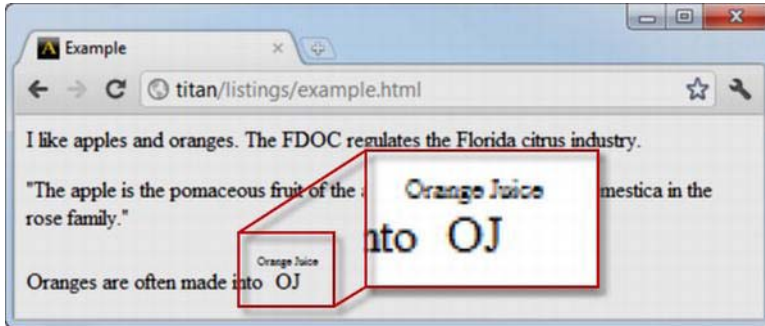 Example
titan/listings/example.html
I like apples and oranges. The FDOC regulates the Florida citrus industry.
"The apple is the pomaceous fruit of the
mestica in the
rose family."
Orange Juice
Oranges are often made into OJ
Orange Juice
nto OJ